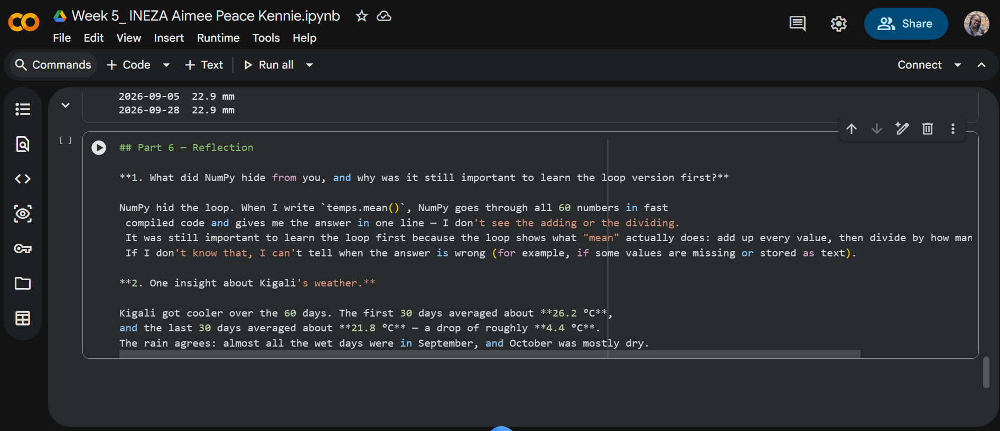 Week 5_ INEZA Aimee Peace Kennie.ipynb
File Edit View Insert Runtime Tools Help
Share
Commands + Code + Text Run all
Connect
2026-09-05 22.9 mm
2026-09-28 22.9 mm
[ ]
## Part 6 — Reflection
**1. What did NumPy hide from you, and why was it still important to learn the loop version first?**
NumPy hid the loop. When I write `temps.mean()`, NumPy goes through all 60 numbers in fast
compiled code and gives me the answer in one line — I don't see the adding or the dividing.
It was still important to learn the loop first because the loop shows what "mean" actually does: add up every value, then divide by how man
If I don't know that, I can't tell when the answer is wrong (for example, if some values are missing or stored as text).
**2. One insight about Kigali's weather.**
Kigali got cooler over the 60 days. The first 30 days averaged about **26.2 °C**,
and the last 30 days averaged about **21.8 °C** — a drop of roughly **4.4 °C**.
The rain agrees: almost all the wet days were in September, and October was mostly dry.